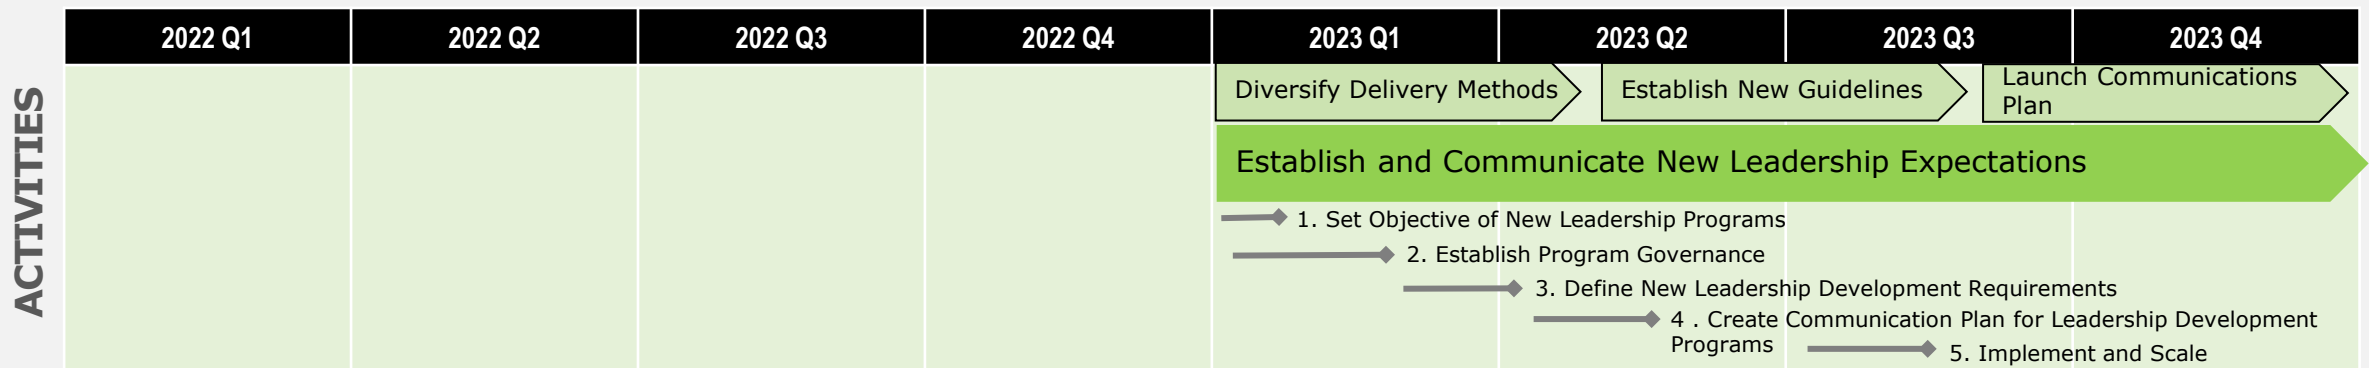 2022 Q1
2022 Q2
2022 Q3
2022 Q4
2023 Q1
2023 Q2
2023 Q3
2023 Q4
ACTIVITIES
Diversify Delivery Methods
Establish New Guidelines
Launch Communications
Plan
Establish and Communicate New Leadership Expectations
1. Set Objective of New Leadership Programs
2. Establish Program Governance
3. Define New Leadership Development Requirements
4 . Create Communication Plan for Leadership Development
Programs
5. Implement and Scale